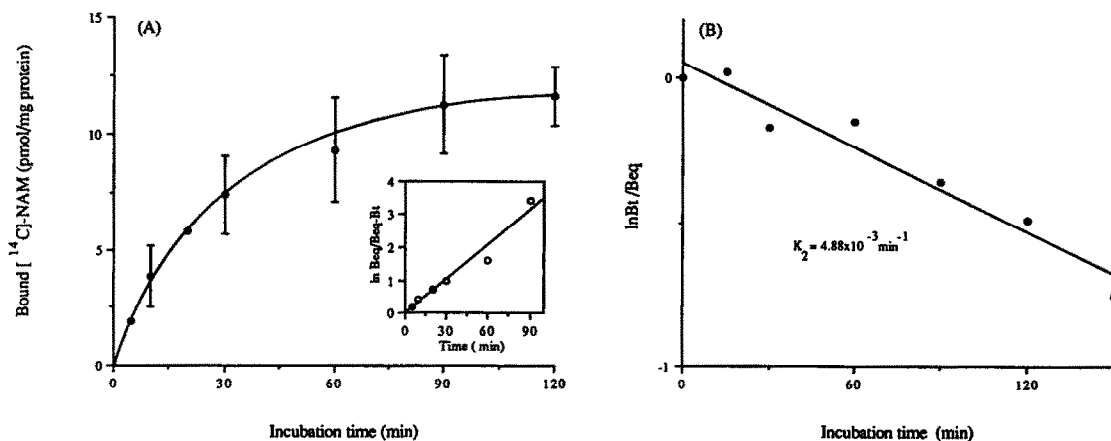 (A)
Bound [ ¹⁴C]-NAM (pmol/mg protein)
15
10
5
0
0
30
60
90
120
Incubation time (min)
ln Beq/Beq-Bt
4
3
2
1
0
0
30
60
90
Time ( min)
(B)
lnBt /Beq
0
-1
K₂ = 4.88x10⁻³ min⁻¹
0
60
120
Incubation time (min)